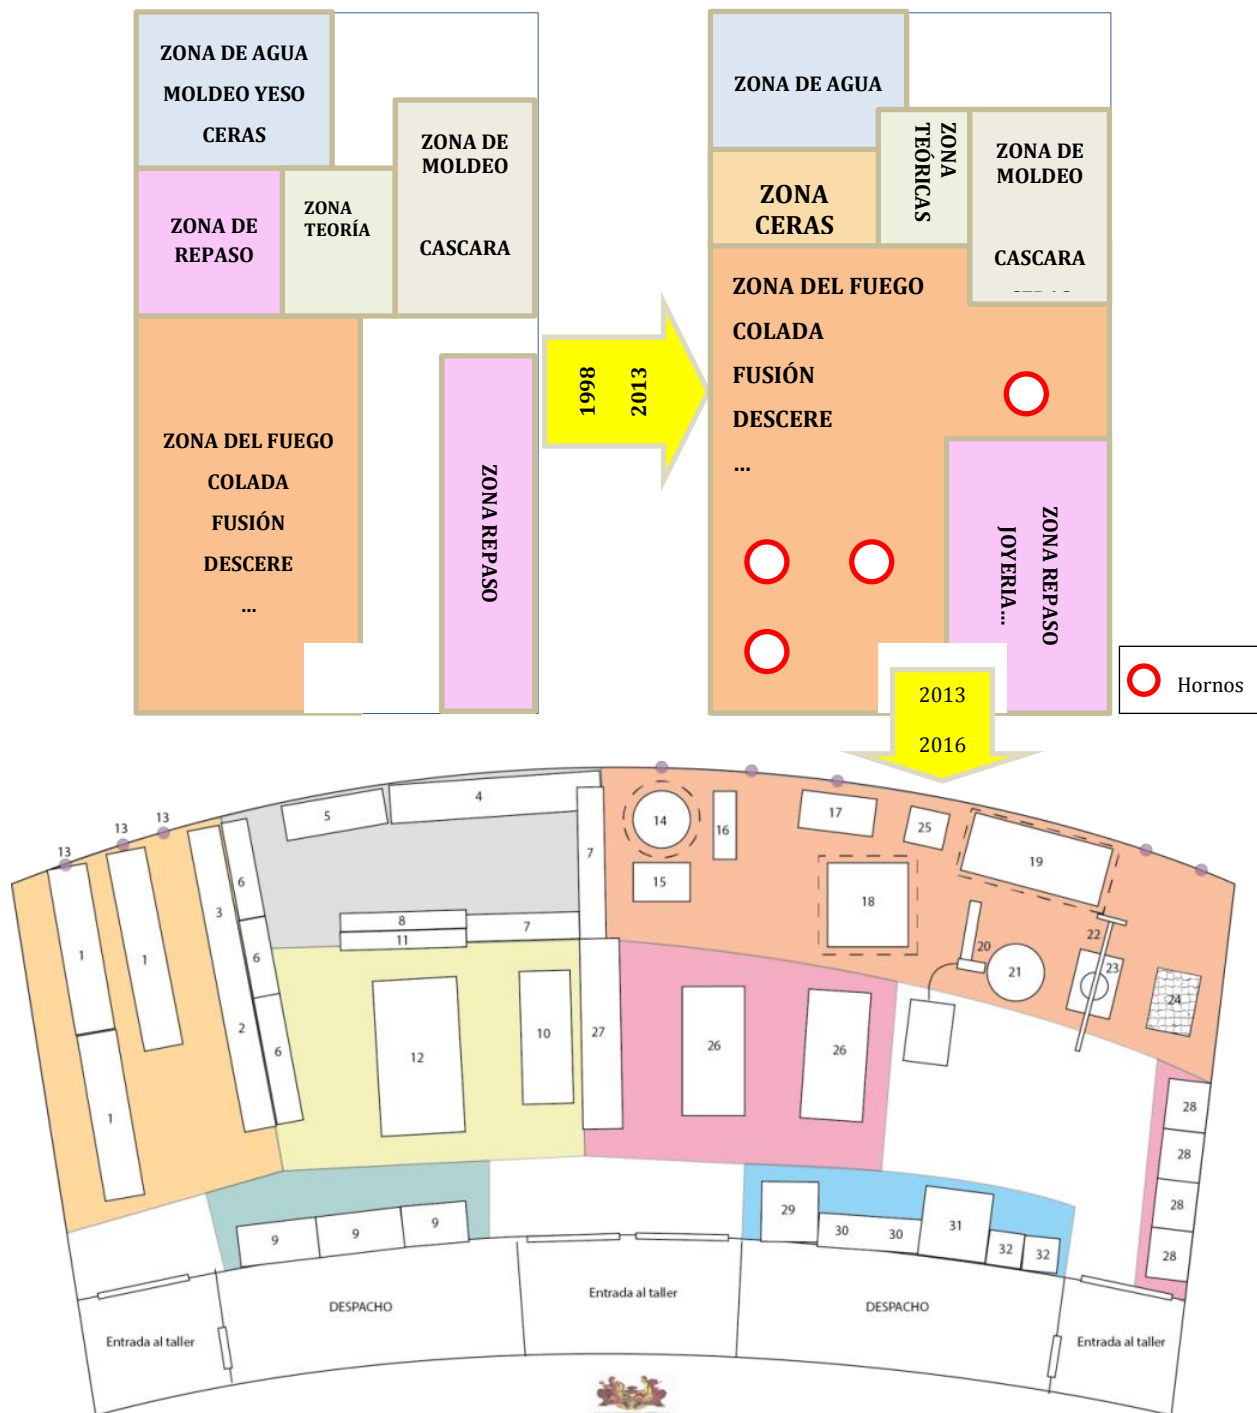 ZONA DE AGUA
MOLDEO YESO
CERAS
ZONA DE
MOLDEO
CASCARA
ZONA DE
REPASO
ZONA
TEORÍA
ZONA DEL FUEGO
COLADA
FUSIÓN
DESCERE
...
ZONA REPASO
1998
2013
ZONA DE AGUA
ZONA
TEÓRICAS
ZONA DE
MOLDEO
CASCARA
ZONA
CERAS
ZONA DEL FUEGO
COLADA
FUSIÓN
DESCERE
...
ZONA REPASO
JOYERIA...
Hornos
2013
2016
13
13
13
1
1
1
3
2
6
6
6
5
4
7
8
7
11
12
10
27
14
16
15
17
25
18
19
20
21
22
23
24
26
26
28
28
28
28
9
9
9
29
30
30
31
32
32
Entrada al taller
DESPACHO
Entrada al taller
DESPACHO
Entrada al taller